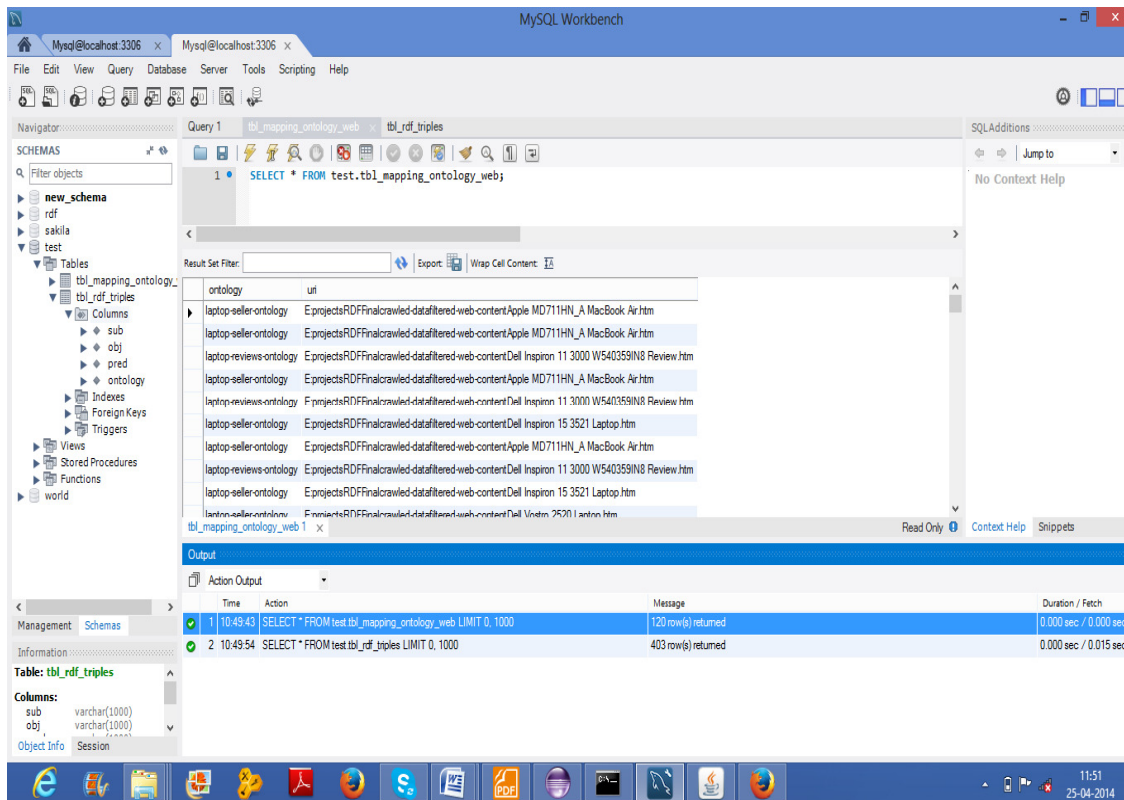 MySQL Workbench
Mysql@localhost:3306 × Mysql@localhost:3306 ×
File Edit View Query Database Server Tools Scripting Help
Navigator
SCHEMAS
Filter objects
new_schema
rdf
sakila
test
Tables
tbl_mapping_ontology_
tbl_rdf_triples
Columns
sub
obj
pred
ontology
Indexes
Foreign Keys
Triggers
Views
Stored Procedures
Functions
world
Management Schemas
Information
Table: tbl_rdf_triples
Columns:
sub varchar(1000)
obj varchar(1000)
Object Info Session
Query 1 tbl_mapping_ontology_web × tbl_rdf_triples
1 SELECT * FROM test.tbl_mapping_ontology_web;
Result Set Filter: Export: Wrap Cell Content:
ontology uri
laptop-seller-ontology E:projectsRDFFinalcrawled-datafiltered-web-contentApple MD711HN_A MacBook Air.htm
laptop-seller-ontology E:projectsRDFFinalcrawled-datafiltered-web-contentApple MD711HN_A MacBook Air.htm
laptop-reviews-ontology E:projectsRDFFinalcrawled-datafiltered-web-contentDell Inspiron 11 3000 W540359IN8 Review.htm
laptop-seller-ontology E:projectsRDFFinalcrawled-datafiltered-web-contentApple MD711HN_A MacBook Air.htm
laptop-reviews-ontology E:projectsRDFFinalcrawled-datafiltered-web-contentDell Inspiron 11 3000 W540359IN8 Review.htm
laptop-seller-ontology E:projectsRDFFinalcrawled-datafiltered-web-contentDell Inspiron 15 3521 Laptop.htm
laptop-seller-ontology E:projectsRDFFinalcrawled-datafiltered-web-contentApple MD711HN_A MacBook Air.htm
laptop-reviews-ontology E:projectsRDFFinalcrawled-datafiltered-web-contentDell Inspiron 11 3000 W540359IN8 Review.htm
laptop-seller-ontology E:projectsRDFFinalcrawled-datafiltered-web-contentDell Inspiron 15 3521 Laptop.htm
laptop-seller-ontology E:projectsRDFFinalcrawled-datafiltered-web-contentDell Vostro 2520 Laptop.htm
tbl_mapping_ontology_web 1 × Read Only
SQLAdditions
Jump to
No Context Help
Context Help Snippets
Output
Action Output
Time Action Message Duration / Fetch
1 10:49:43 SELECT * FROM test.tbl_mapping_ontology_web LIMIT 0, 1000 120 row(s) returned 0.000 sec / 0.000 sec
2 10:49:54 SELECT * FROM test.tbl_rdf_triples LIMIT 0, 1000 403 row(s) returned 0.000 sec / 0.015 sec
11:51
25-04-2014